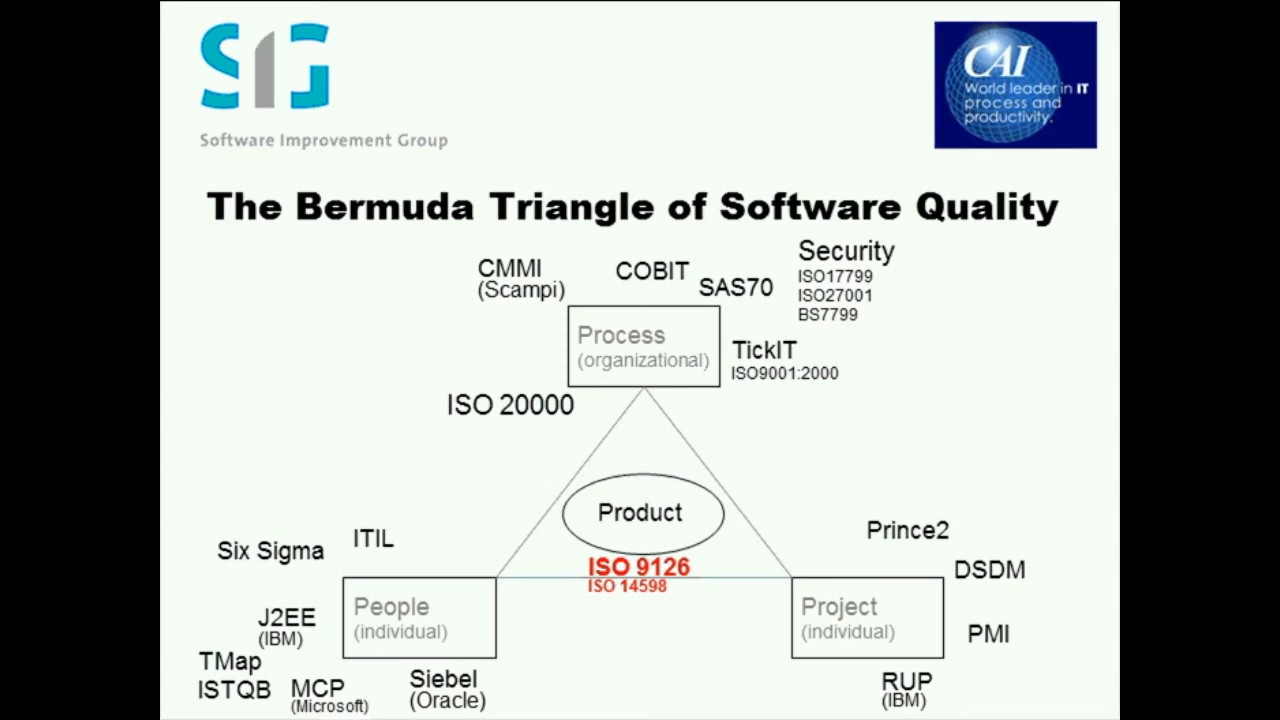 SIG
Software Improvement Group
CAI
World leader in IT
process and
productivity.
The Bermuda Triangle of Software Quality
CMMI
(Scampi)
COBIT
SAS70
Security
ISO17799
ISO27001
BS7799
Process
(organizational)
TickIT
ISO9001:2000
ISO 20000
Product
ISO 9126
ISO 14598
Six Sigma
ITIL
People
(individual)
J2EE
(IBM)
TMap
ISTQB
MCP
(Microsoft)
Siebel
(Oracle)
Prince2
DSDM
Project
(individual)
PMI
RUP
(IBM)